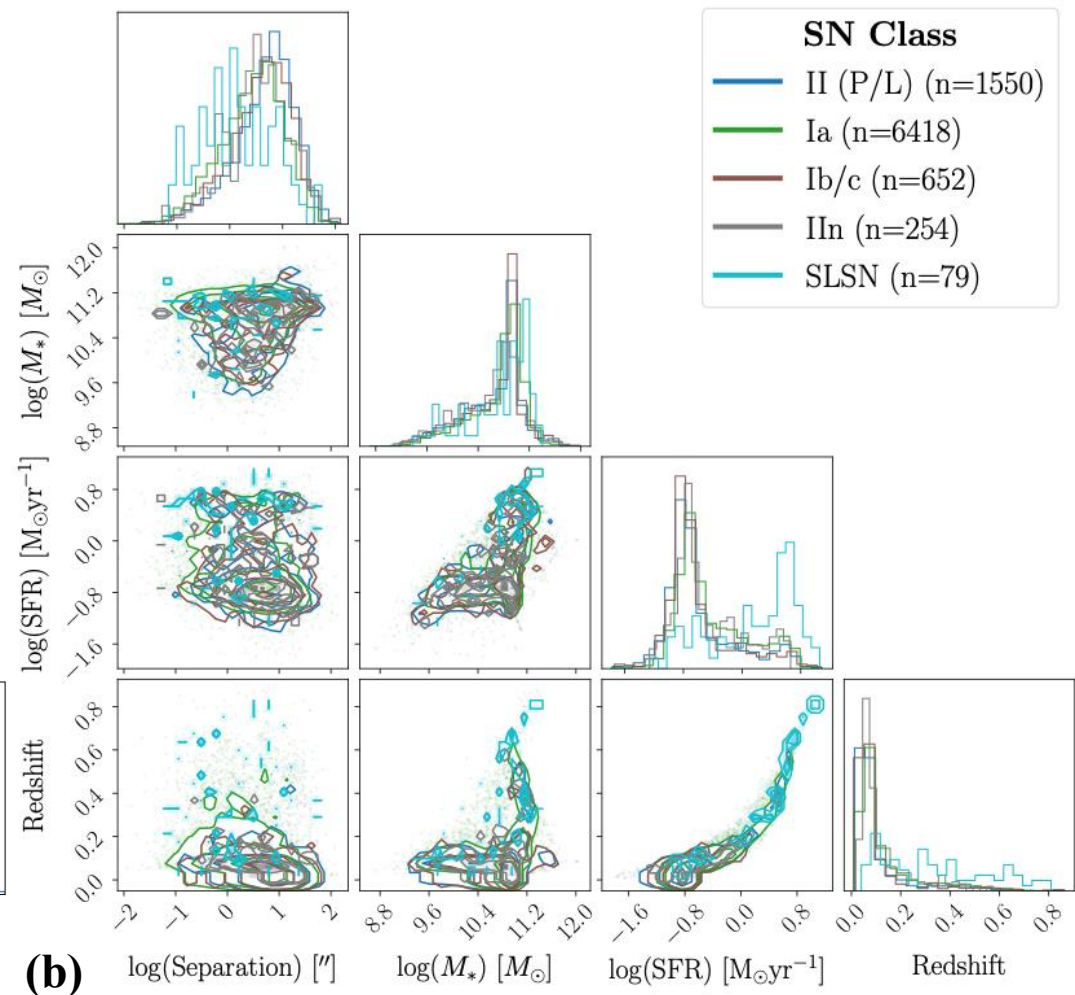 SN Class
II (P/L) (n=1550)
Ia (n=6418)
Ib/c (n=652)
IIn (n=254)
SLSN (n=79)
log(M*) [M⊙]
12.0
11.2
10.4
9.6
8.8
log(SFR) [M⊙yr−1]
0.8
0.0
−0.8
−1.6
Redshift
0.8
0.6
0.4
0.2
0.0
−2 −1 0 1 2
8.8 9.6 10.4 11.2 12.0
−1.6 −0.8 0.0 0.8
0.0 0.2 0.4 0.6 0.8
(b)
log(Separation) [″]
log(M*) [M⊙]
log(SFR) [M⊙yr−1]
Redshift